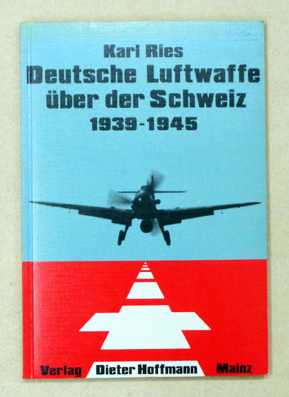 Karl Ries
Deutsche Luftwaffe
über der Schweiz
1939-1945
Verlag Dieter Hoffmann Mainz